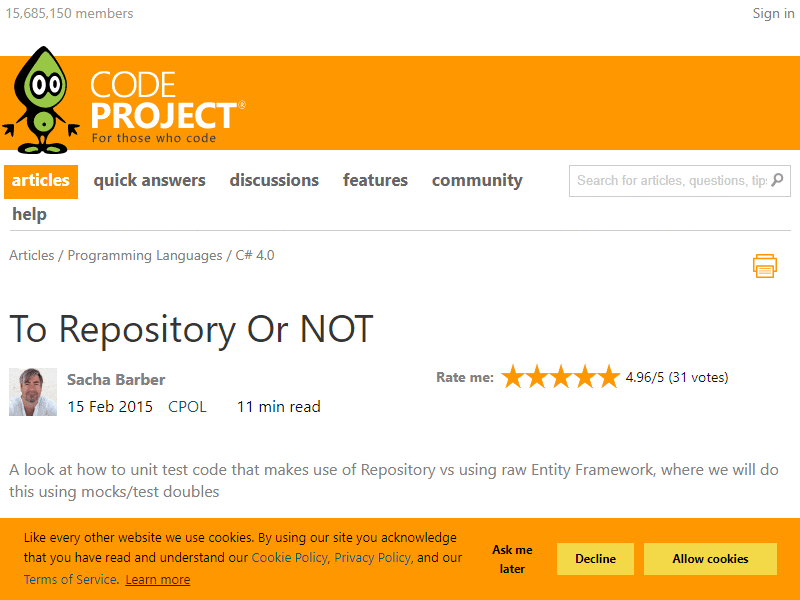 15,685,150 members
Sign in
CODE
PROJECT®
For those who code
articles quick answers discussions features community
Search for articles, questions, tips
help
Articles / Programming Languages / C# 4.0
To Repository Or NOT
Sacha Barber
Rate me: 4.96/5 (31 votes)
15 Feb 2015 CPOL 11 min read
A look at how to unit test code that makes use of Repository vs using raw Entity Framework, where we will do
this using mocks/test doubles
Like every other website we use cookies. By using our site you acknowledge
that you have read and understand our Cookie Policy, Privacy Policy, and our
Terms of Service. Learn more
Ask me
later
Decline
Allow cookies